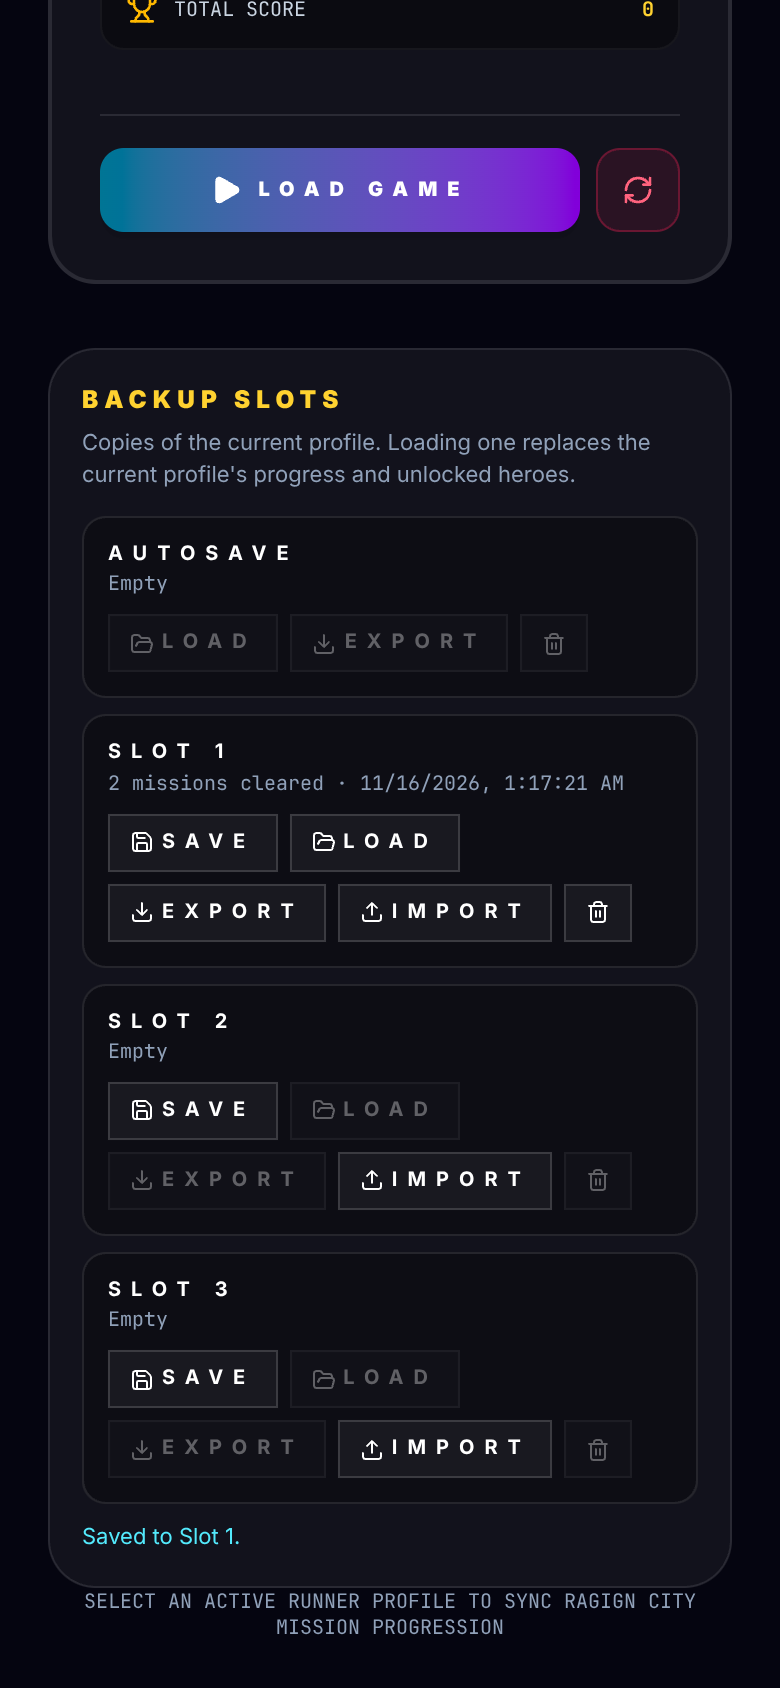 TOTAL SCORE 0
LOAD GAME
BACKUP SLOTS
Copies of the current profile. Loading one replaces the
current profile's progress and unlocked heroes.
AUTOSAVE
Empty
LOAD EXPORT
SLOT 1
2 missions cleared · 11/16/2026, 1:17:21 AM
SAVE LOAD
EXPORT IMPORT
SLOT 2
Empty
SAVE LOAD
EXPORT IMPORT
SLOT 3
Empty
SAVE LOAD
EXPORT IMPORT
Saved to Slot 1.
SELECT AN ACTIVE RUNNER PROFILE TO SYNC RAGIGN CITY
MISSION PROGRESSION